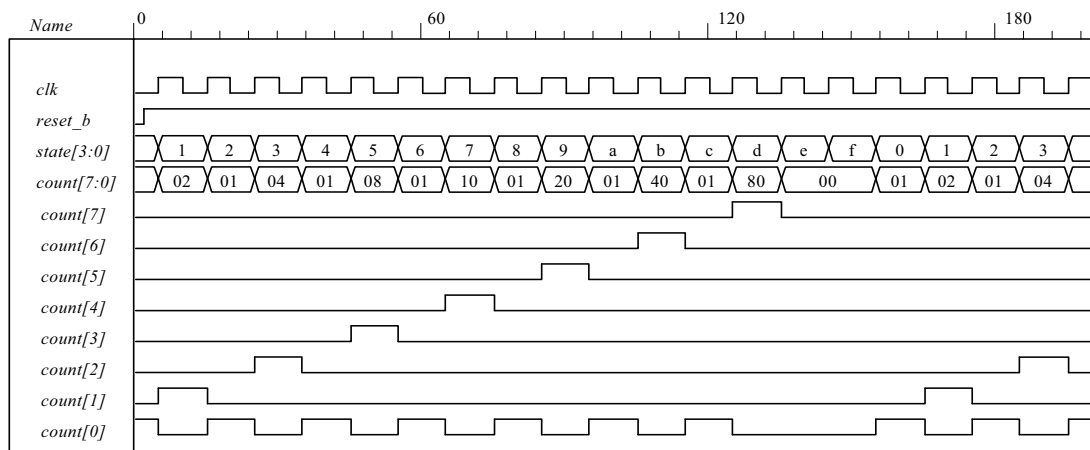 Name 0 60 120 180
clk
reset_b
state[3:0] 1 2 3 4 5 6 7 8 9 a b c d e f 0 1 2 3
count[7:0] 02 01 04 01 08 01 10 01 20 01 40 01 80 00 01 02 01 04
count[7]
count[6]
count[5]
count[4]
count[3]
count[2]
count[1]
count[0]